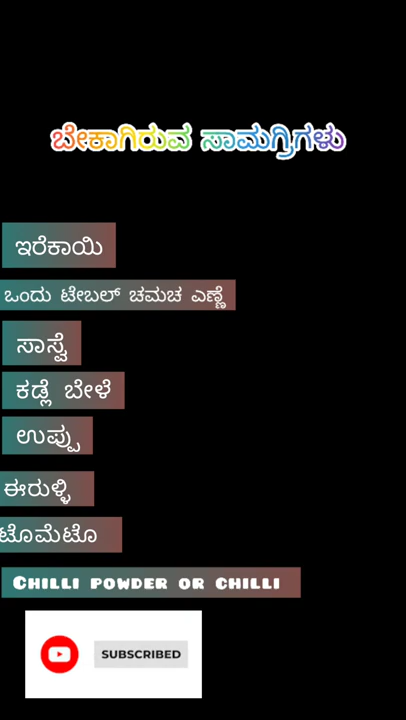 ಬೇಕಾಗಿರುವ ಸಾಮಗ್ರಿಗಳು
ಇರೆಕಾಯಿ
ಒಂದು ಟೇಬಲ್ ಚಮಚ ಎಣ್ಣೆ
ಸಾಸ್ವೆ
ಕಡ್ಲೆ ಬೇಳೆ
ಉಪ್ಪು
ಈರುಳ್ಳಿ
ಟೊಮೆಟೊ
CHILLI POWDER OR CHILLI
SUBSCRIBED